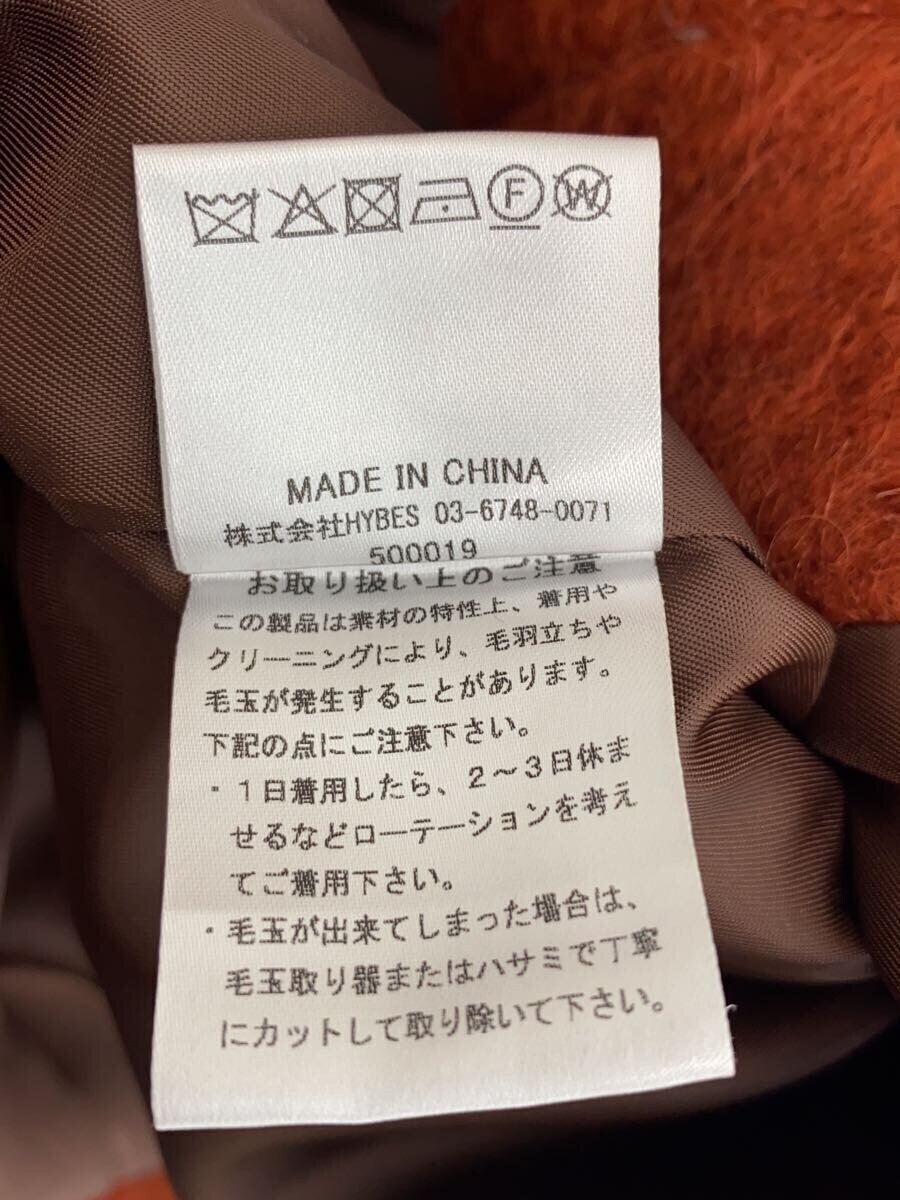 F W
MADE IN CHINA
株式会社HYBES 03-6748-0071
500019
お取り扱い上のご注意
この製品は素材の特性上、着用や
クリーニングにより、毛羽立ちや
毛玉が発生することがあります。
下記の点にご注意下さい。
・1日着用したら、2～3日休ま
せるなどローテーションを考え
てご着用下さい。
・毛玉が出来てしまった場合は、
毛玉取り器またはハサミで丁寧
にカットして取り除いて下さい。